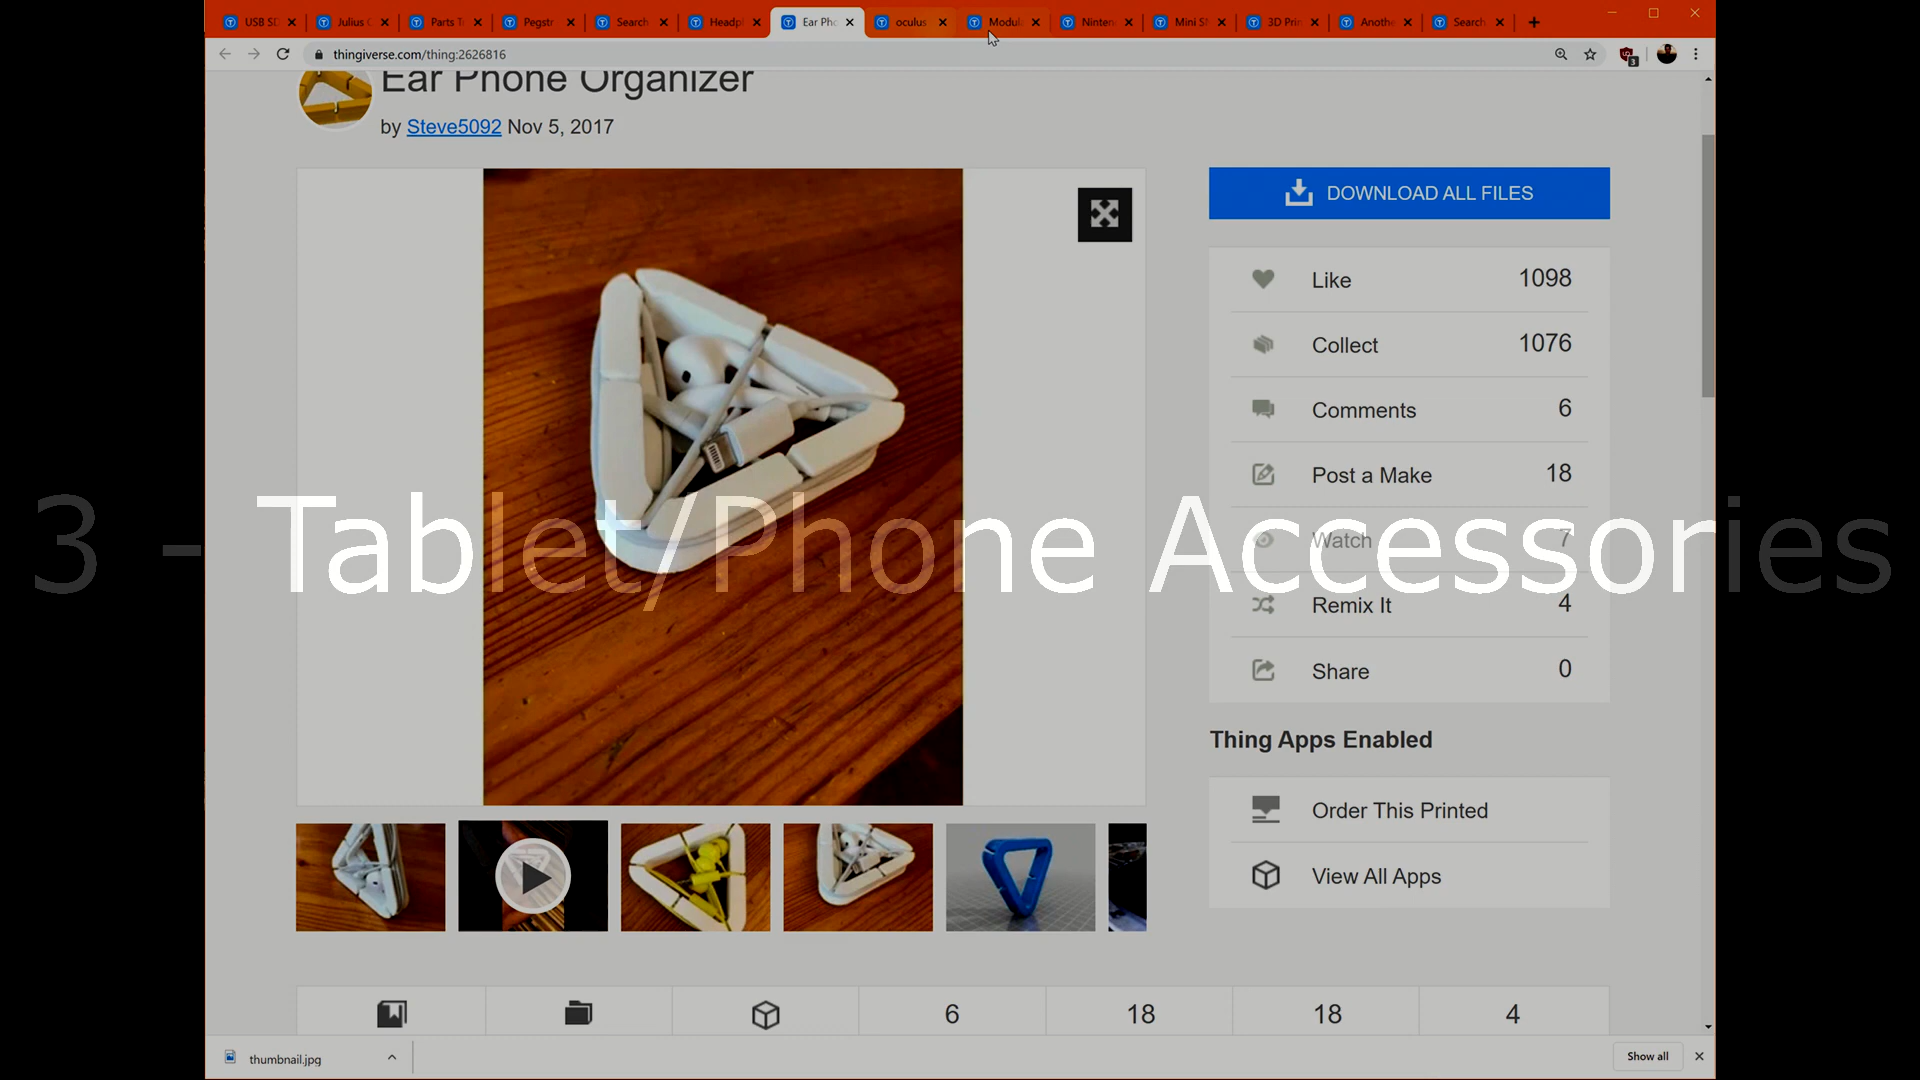 USB SD
Julius C
Parts T
Pegstr
Search
Headp
Ear Pho
oculus
Modul
Ninten
Mini S
3D Prin
Anothe
Search
thingiverse.com/thing:2626816
3
Ear Phone Organizer
by Steve5092 Nov 5, 2017
DOWNLOAD ALL FILES
Like 1098
Collect 1076
Comments 6
Post a Make 18
3 - Tablet/Phone Accessories
Watch 7
Remix It 4
Share 0
Thing Apps Enabled
Order This Printed
View All Apps
6 18 18 4
thumbnail.jpg
Show all